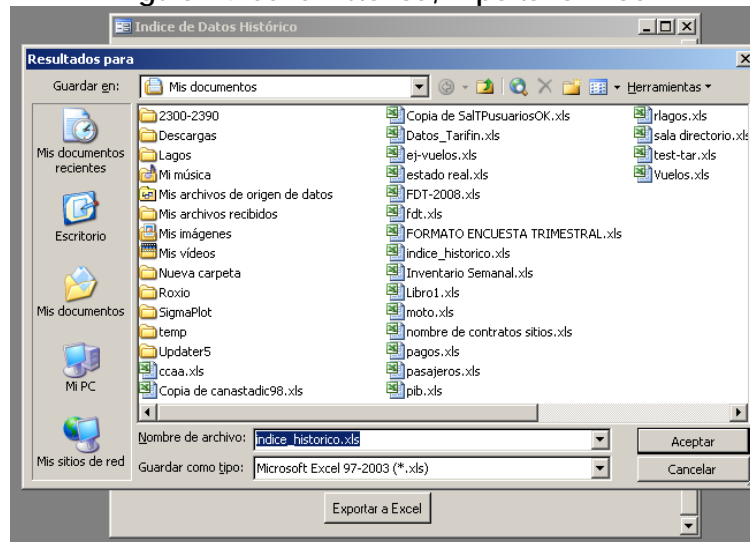 Indice de Datos Histórico
Resultados para
Guardar en:
Mis documentos
Herramientas
Mis documentos
recientes
Escritorio
Mis documentos
Mi PC
Mis sitios de red
2300-2390
Descargas
Lagos
Mi música
Mis archivos de origen de datos
Mis archivos recibidos
Mis imágenes
Mis vídeos
Nueva carpeta
Roxio
SigmaPlot
temp
Updater5
ccaa.xls
Copia de canastadic98.xls
Copia de SalTPusuariosOK.xls
Datos_Tarifin.xls
ej-vuelos.xls
estado real.xls
FDT-2008.xls
fdt.xls
FORMATO ENCUESTA TRIMESTRAL.xls
indice_historico.xls
Inventario Semanal.xls
Libro1.xls
moto.xls
nombre de contratos sitios.xls
pagos.xls
pasajeros.xls
pib.xls
rlagos.xls
sala directorio.xls
test-tar.xls
Vuelos.xls
Nombre de archivo:
indice_historico.xls
Aceptar
Guardar como tipo:
Microsoft Excel 97-2003 (*.xls)
Cancelar
Exportar a Excel